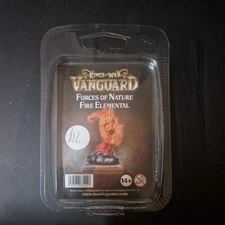 KINGS OF WAR
VANGUARD
FORCES OF NATURE
FIRE ELEMENTAL
£12
14+
www.manticgames.com